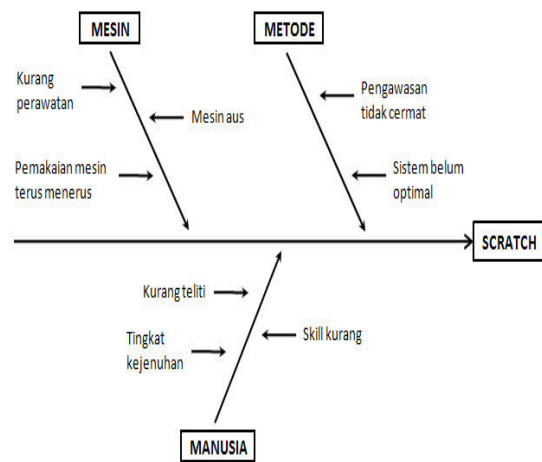 MESIN
METODE
Kurang
perawatan
Mesin aus
Pemakaian mesin
terus menerus
Pengawasan
tidak cermat
Sistem belum
optimal
SCRATCH
Kurang teliti
Tingkat
kejenuhan
Skill kurang
MANUSIA